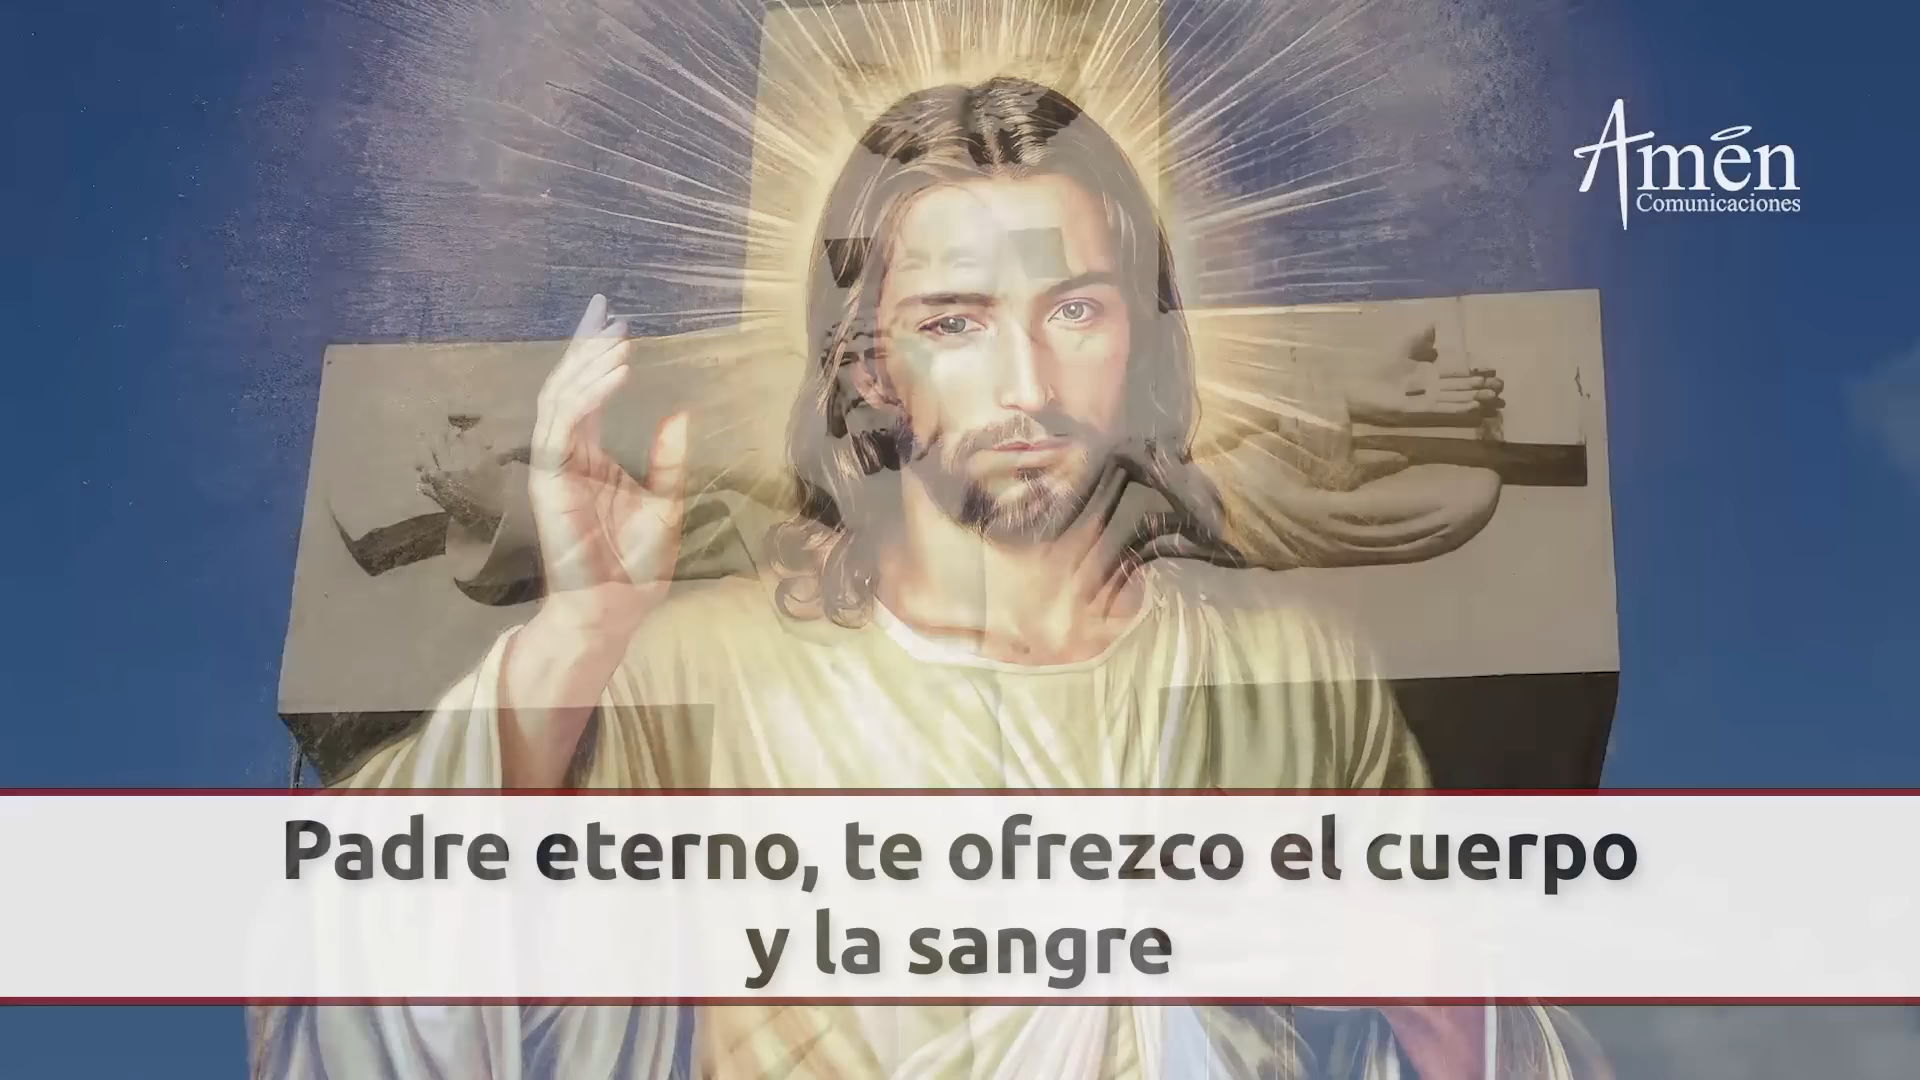 Amén
Comunicaciones
Padre eterno, te ofrezco el cuerpo
y la sangre